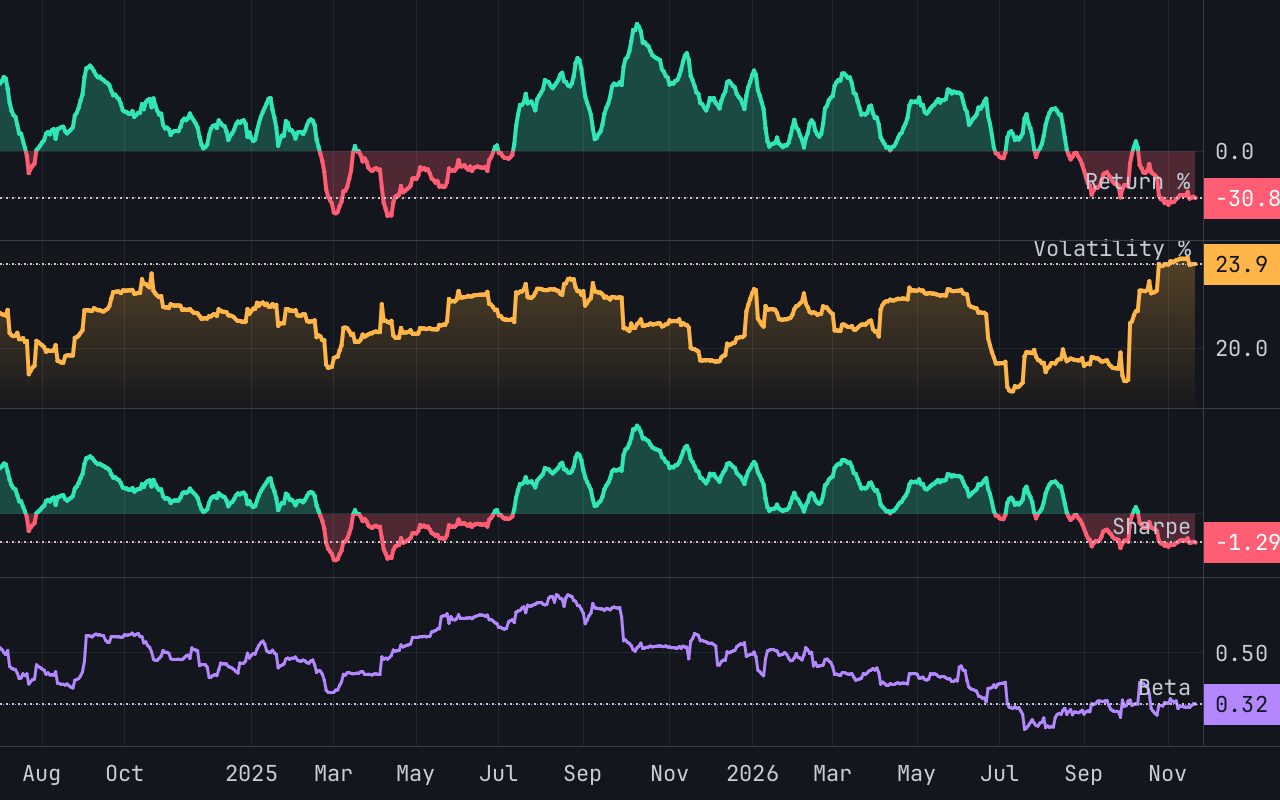 0.0
Return %
-30.8
Volatility %
23.9
20.0
Sharpe
-1.29
0.50
Beta
0.32
Aug Oct 2025 Mar May Jul Sep Nov 2026 Mar May Jul Sep Nov